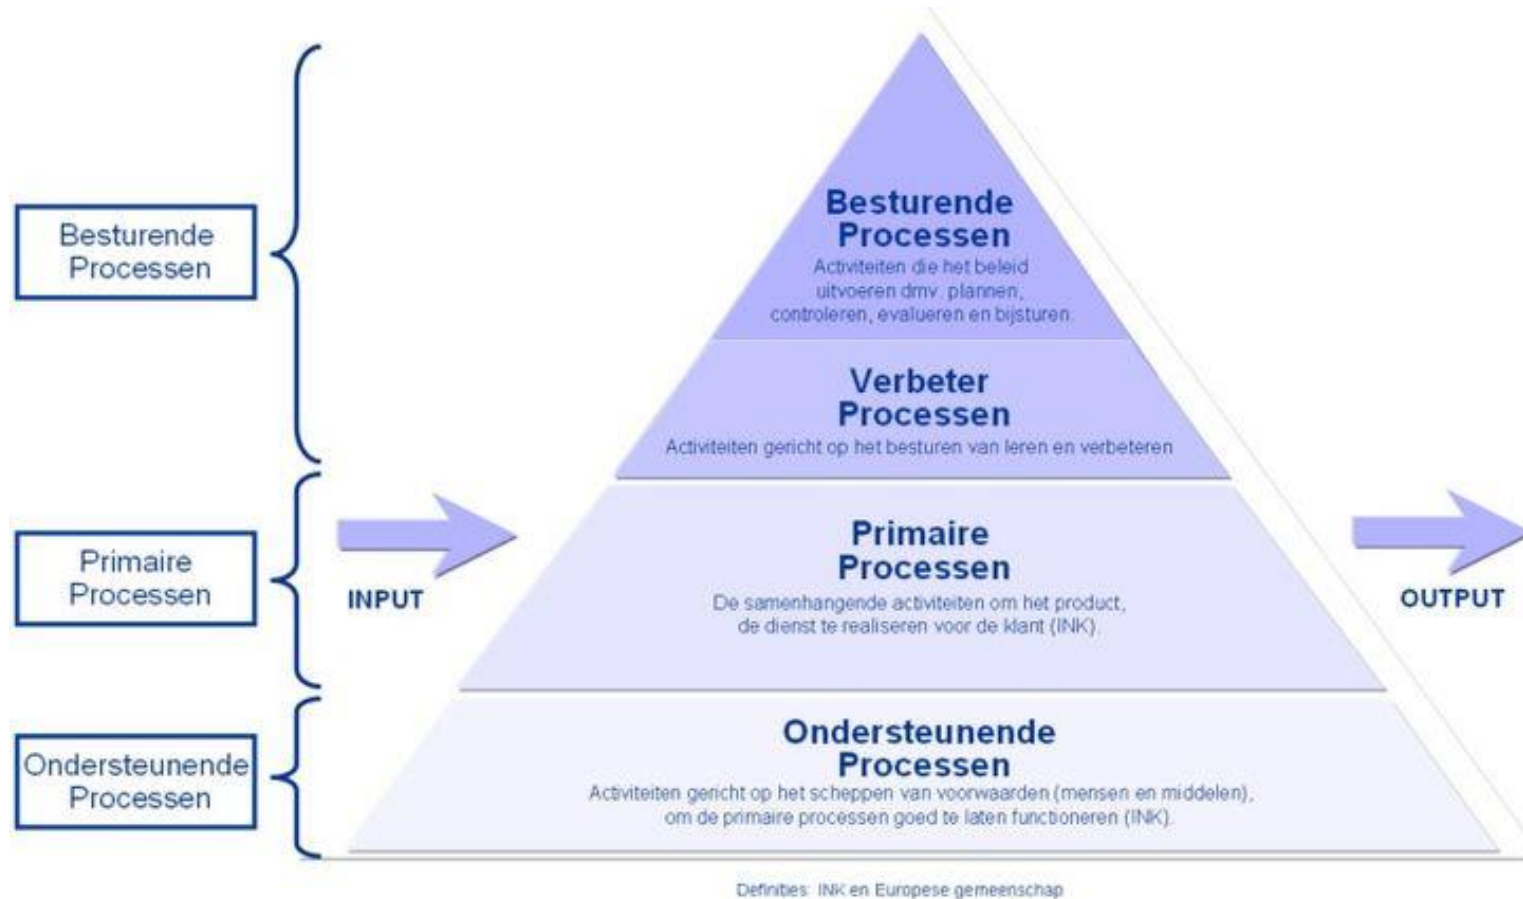 Besturende
Processen
Primaire
Processen
Ondersteunende
Processen
INPUT
Besturende
Processen
Activiteiten die het beleid
uitvoeren dmv. plannen,
controleren, evalueren en bijsturen.
Verbeter
Processen
Activiteiten gericht op het besturen van leren en verbeteren
Primaire
Processen
De samenhangende activiteiten om het product,
de dienst te realiseren voor de klant (INK).
Ondersteunende
Processen
Activiteiten gericht op het scheppen van voorwaarden (mensen en middelen),
om de primaire processen goed te laten functioneren (INK).
OUTPUT
Definities: INK en Europese gemeenschap